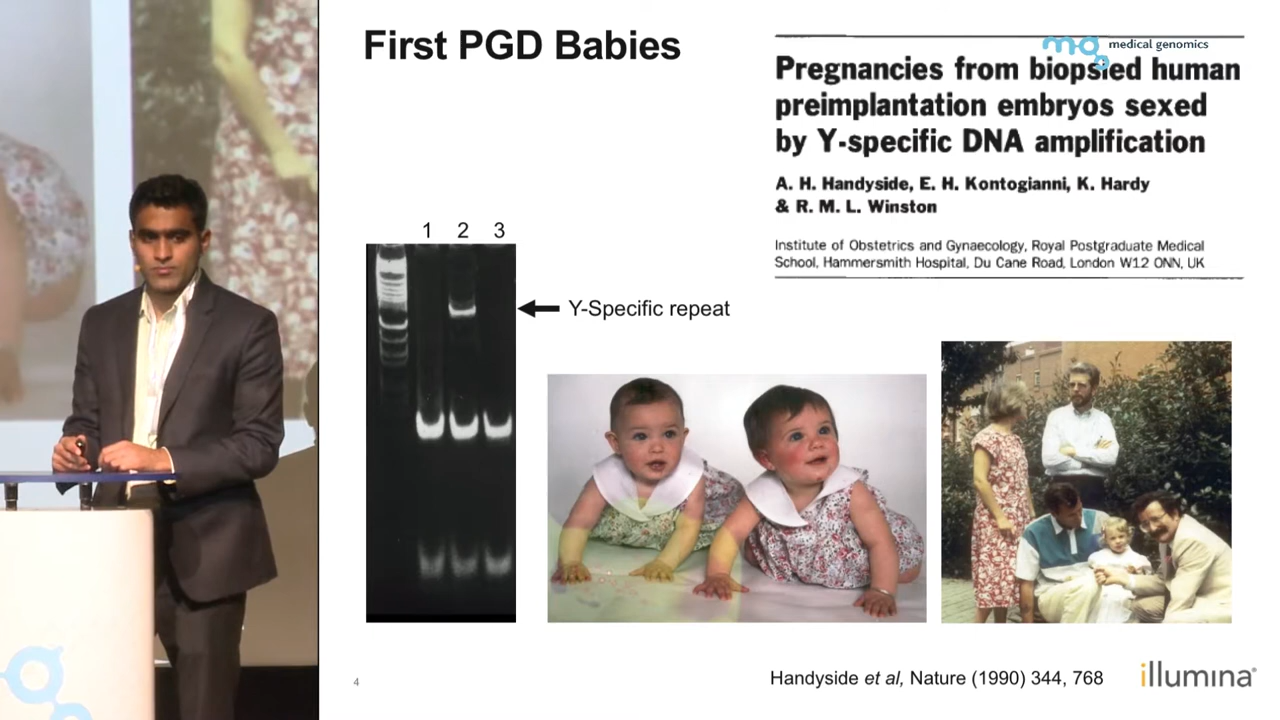 First PGD Babies
medical genomics
Pregnancies from biopsied human
preimplantation embryos sexed
by Y-specific DNA amplification
A. H. Handyside, E. H. Kontogianni, K. Hardy
& R. M. L. Winston
Institute of Obstetrics and Gynaecology, Royal Postgraduate Medical
School, Hammersmith Hospital, Du Cane Road, London W12 ONN, UK
1 2 3
Y-Specific repeat
Handyside et al, Nature (1990) 344, 768
illumina®
4